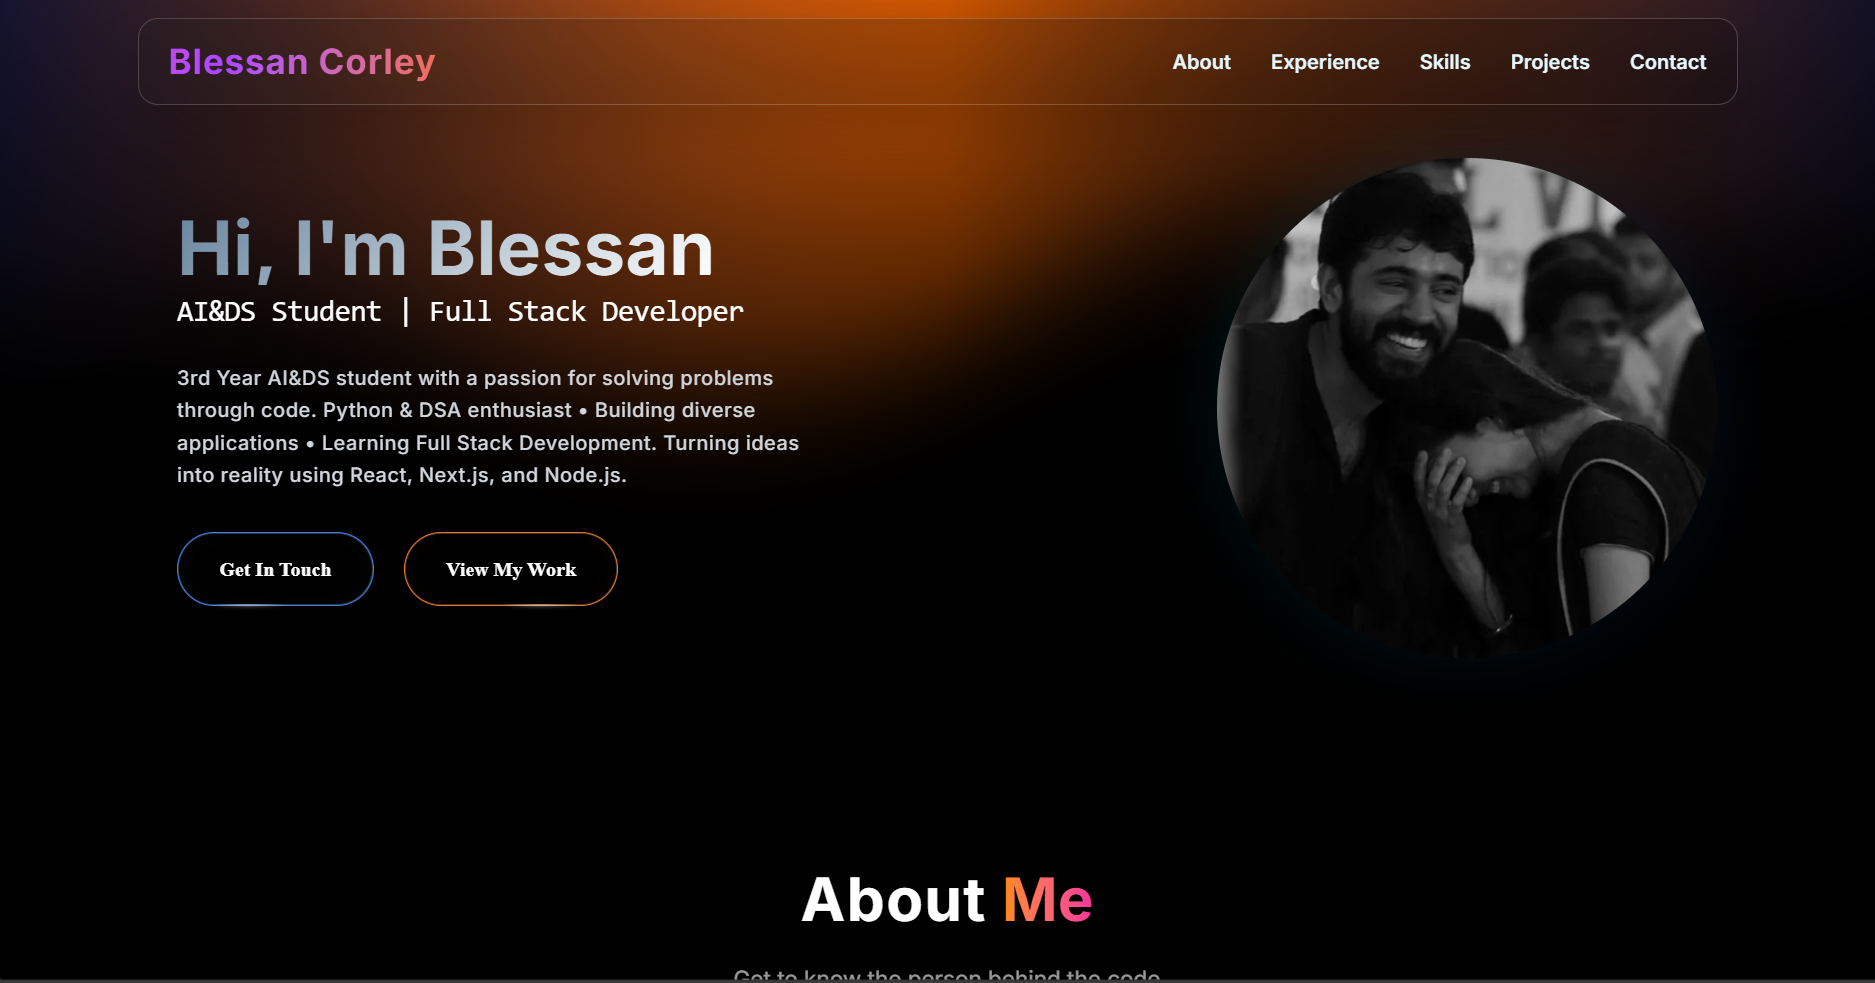 Blessan Corley
About Experience Skills Projects Contact
Hi, I'm Blessan
AI&DS Student | Full Stack Developer
3rd Year AI&DS student with a passion for solving problems
through code. Python & DSA enthusiast • Building diverse
applications • Learning Full Stack Development. Turning ideas
into reality using React, Next.js, and Node.js.
Get In Touch
View My Work
About Me
Get to know the person behind the code